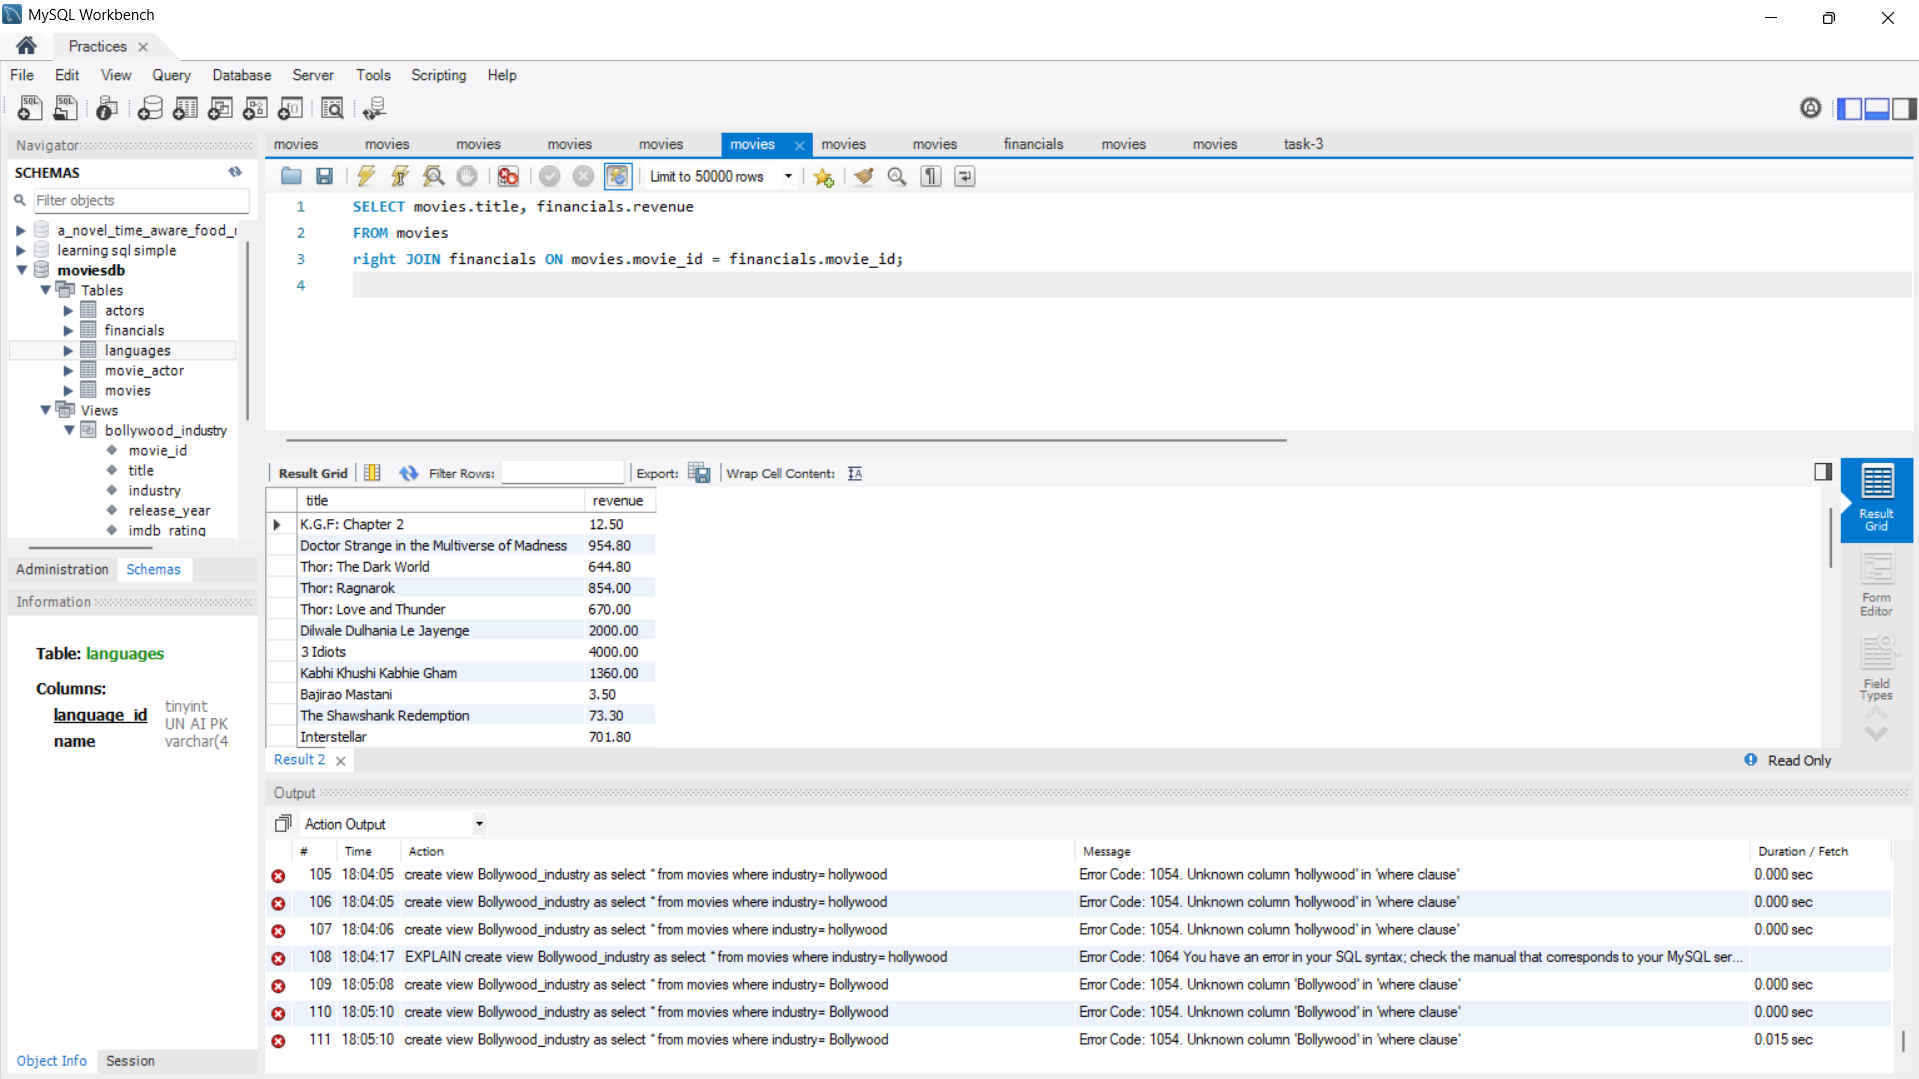 MySQL Workbench
Practices
File Edit View Query Database Server Tools Scripting Help
Navigator
SCHEMAS
Filter objects
a_novel_time_aware_food_
learning sql simple
moviesdb
Tables
actors
financials
languages
movie_actor
movies
Views
bollywood_industry
movie_id
title
industry
release_year
imdb_rating
Administration Schemas
Information
Table: languages
Columns:
language_id tinyint UN AI PK
name varchar(4
Object Info Session
movies movies movies movies movies movies movies movies financials movies movies task-3
Limit to 50000 rows
1 SELECT movies.title, financials.revenue
2 FROM movies
3 right JOIN financials ON movies.movie_id = financials.movie_id;
4
Result Grid Filter Rows: Export: Wrap Cell Content:
title revenue
K.G.F: Chapter 2 12.50
Doctor Strange in the Multiverse of Madness 954.80
Thor: The Dark World 644.80
Thor: Ragnarok 854.00
Thor: Love and Thunder 670.00
Dilwale Dulhania Le Jayenge 2000.00
3 Idiots 4000.00
Kabhi Khushi Kabhie Gham 1360.00
Bajirao Mastani 3.50
The Shawshank Redemption 73.30
Interstellar 701.80
Result Grid
Form Editor
Field Types
Result 2 Read Only
Output
Action Output
# Time Action Message Duration / Fetch
105 18:04:05 create view Bollywood_industry as select * from movies where industry= hollywood Error Code: 1054. Unknown column 'hollywood' in 'where clause' 0.000 sec
106 18:04:05 create view Bollywood_industry as select * from movies where industry= hollywood Error Code: 1054. Unknown column 'hollywood' in 'where clause' 0.000 sec
107 18:04:06 create view Bollywood_industry as select * from movies where industry= hollywood Error Code: 1054. Unknown column 'hollywood' in 'where clause' 0.000 sec
108 18:04:17 EXPLAIN create view Bollywood_industry as select * from movies where industry= hollywood Error Code: 1064 You have an error in your SQL syntax; check the manual that corresponds to your MySQL ser...
109 18:05:08 create view Bollywood_industry as select * from movies where industry= Bollywood Error Code: 1054. Unknown column 'Bollywood' in 'where clause' 0.000 sec
110 18:05:10 create view Bollywood_industry as select * from movies where industry= Bollywood Error Code: 1054. Unknown column 'Bollywood' in 'where clause' 0.000 sec
111 18:05:10 create view Bollywood_industry as select * from movies where industry= Bollywood Error Code: 1054. Unknown column 'Bollywood' in 'where clause' 0.015 sec